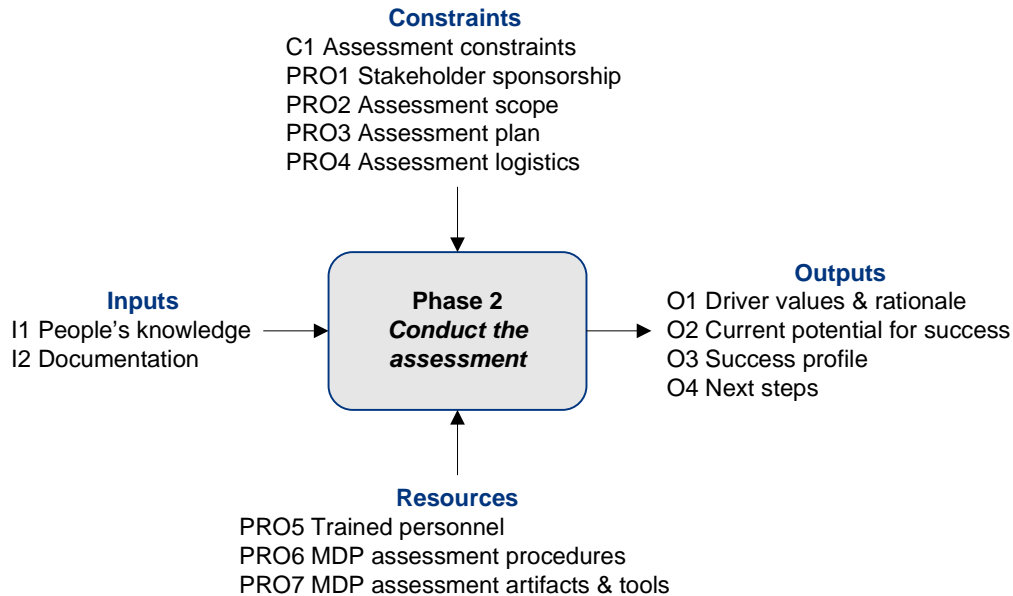 Constraints
C1 Assessment constraints
PRO1 Stakeholder sponsorship
PRO2 Assessment scope
PRO3 Assessment plan
PRO4 Assessment logistics
Inputs
I1 People’s knowledge
I2 Documentation
Phase 2
Conduct the
assessment
Outputs
O1 Driver values & rationale
O2 Current potential for success
O3 Success profile
O4 Next steps
Resources
PRO5 Trained personnel
PRO6 MDP assessment procedures
PRO7 MDP assessment artifacts & tools